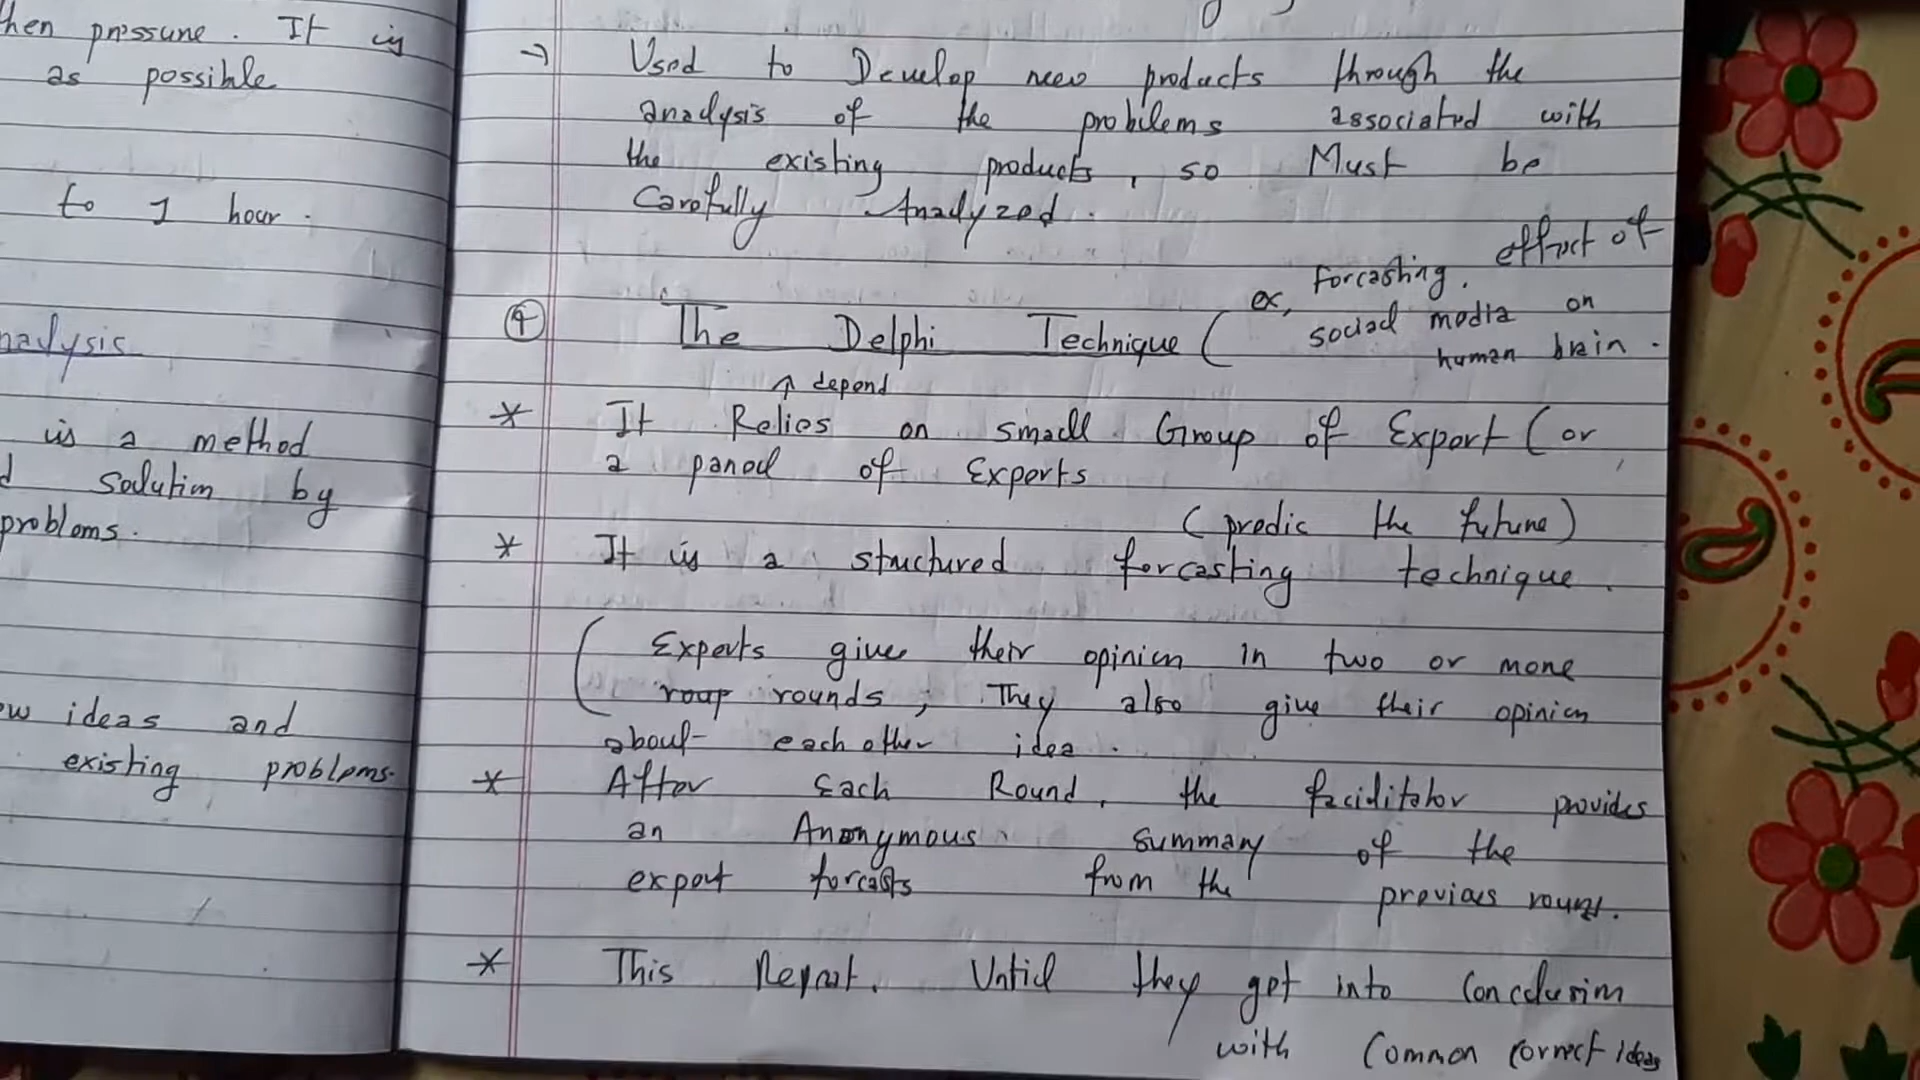 hen pressure. It is
as possible
to 1 hour.
nalysis
is a method
d solution by
problems.
ew ideas and
existing problems.
→ Used to Develop new products through the
analysis of the probilems associated with
the existing products, so Must be
Carefully Analyzed.
④ The Delphi Technique ( ex, Forcashing. effect of
social media on
human brain.
↑ depend
* It Relies on small Group of Expert (or
a panel of Experts
(predic the future)
* It is a structured forcasting technique.
( Experts give their opinion in two or more
roup rounds; They also give their opinion
about each other idea.
* After Each Round, the facilitator provides
an Anonymous summary of the
expert forcasts from the previous round.
* This Repeat. Until they get into Conclusion
with Common Correct ideas